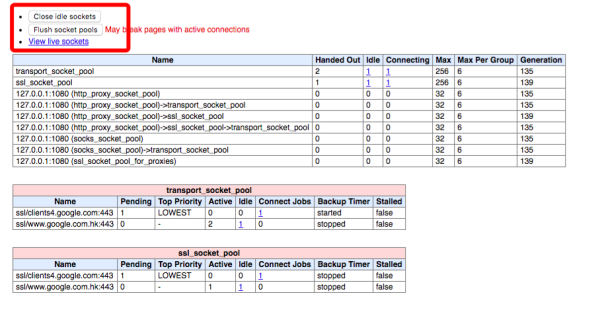 Close idle sockets
Flush socket pools May break pages with active connections
View live sockets
Name Handed Out Idle Connecting Max Max Per Group Generation
transport_socket_pool 2 1 1 256 6 135
ssl_socket_pool 1 1 1 256 6 139
127.0.0.1:1080 (http_proxy_socket_pool) 0 0 0 32 6 135
127.0.0.1:1080 (http_proxy_socket_pool)->transport_socket_pool 0 0 0 32 6 135
127.0.0.1:1080 (http_proxy_socket_pool)->ssl_socket_pool 0 0 0 32 6 139
127.0.0.1:1080 (http_proxy_socket_pool)->ssl_socket_pool->transport_socket_pool 0 0 0 32 6 135
127.0.0.1:1080 (socks_socket_pool) 0 0 0 32 6 135
127.0.0.1:1080 (socks_socket_pool)->transport_socket_pool 0 0 0 32 6 135
127.0.0.1:1080 (ssl_socket_pool_for_proxies) 0 0 0 32 6 139
transport_socket_pool
Name Pending Top Priority Active Idle Connect Jobs Backup Timer Stalled
ssl/clients4.google.com:443 1 LOWEST 0 0 1 started false
ssl/www.google.com.hk:443 0 - 2 1 0 stopped false
ssl_socket_pool
Name Pending Top Priority Active Idle Connect Jobs Backup Timer Stalled
ssl/clients4.google.com:443 1 LOWEST 0 0 1 stopped false
ssl/www.google.com.hk:443 0 - 1 1 0 stopped false